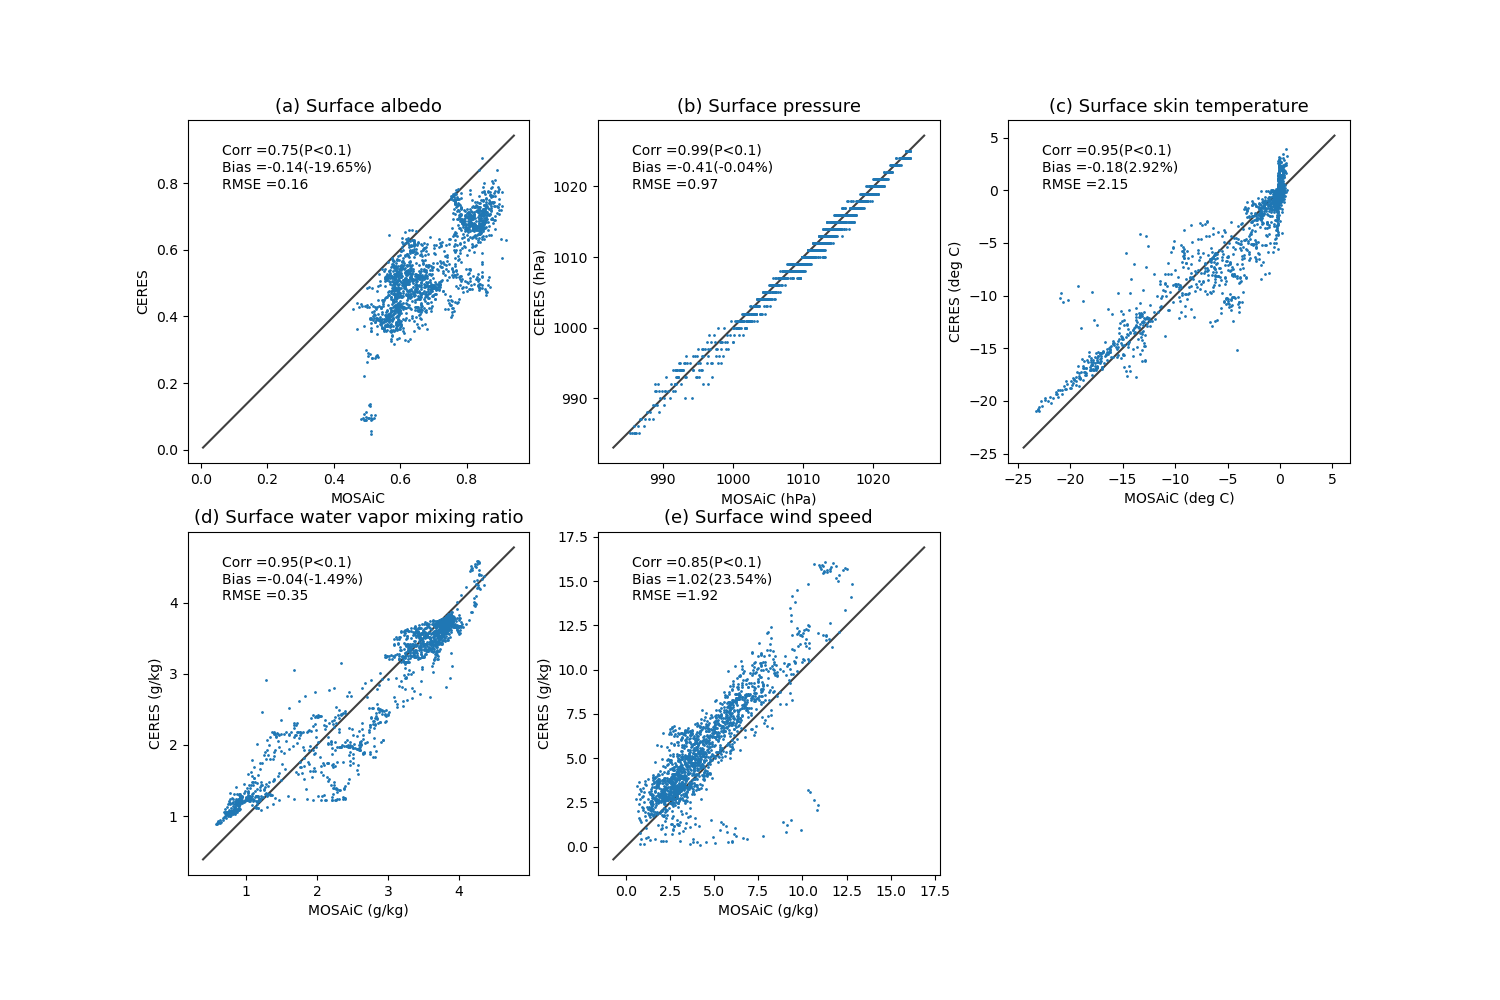 (a) Surface albedo
Corr =0.75(P<0.1)
Bias =-0.14(-19.65%)
RMSE =0.16
CERES
0.8
0.6
0.4
0.2
0.0
0.0 0.2 0.4 0.6 0.8
MOSAiC
(b) Surface pressure
Corr =0.99(P<0.1)
Bias =-0.41(-0.04%)
RMSE =0.97
CERES (hPa)
1020
1010
1000
990
990 1000 1010 1020
MOSAiC (hPa)
(c) Surface skin temperature
Corr =0.95(P<0.1)
Bias =-0.18(2.92%)
RMSE =2.15
CERES (deg C)
5
0
−5
−10
−15
−20
−25
−25 −20 −15 −10 −5 0 5
MOSAiC (deg C)
(d) Surface water vapor mixing ratio
Corr =0.95(P<0.1)
Bias =-0.04(-1.49%)
RMSE =0.35
CERES (g/kg)
4
3
2
1
1 2 3 4
MOSAiC (g/kg)
(e) Surface wind speed
Corr =0.85(P<0.1)
Bias =1.02(23.54%)
RMSE =1.92
CERES (g/kg)
17.5
15.0
12.5
10.0
7.5
5.0
2.5
0.0
0.0 2.5 5.0 7.5 10.0 12.5 15.0 17.5
MOSAiC (g/kg)